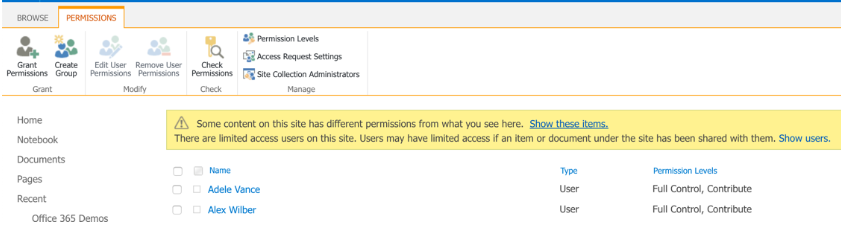 BROWSE PERMISSIONS
Grant Permissions
Create Group
Edit User Permissions
Remove User Permissions
Check Permissions
Permission Levels
Access Request Settings
Site Collection Administrators
Grant Modify Check Manage
Home
Notebook
Documents
Pages
Recent
Office 365 Demos
Some content on this site has different permissions from what you see here. Show these items.
There are limited access users on this site. Users may have limited access if an item or document under the site has been shared with them. Show users.
Name Type Permission Levels
Adele Vance User Full Control, Contribute
Alex Wilber User Full Control, Contribute